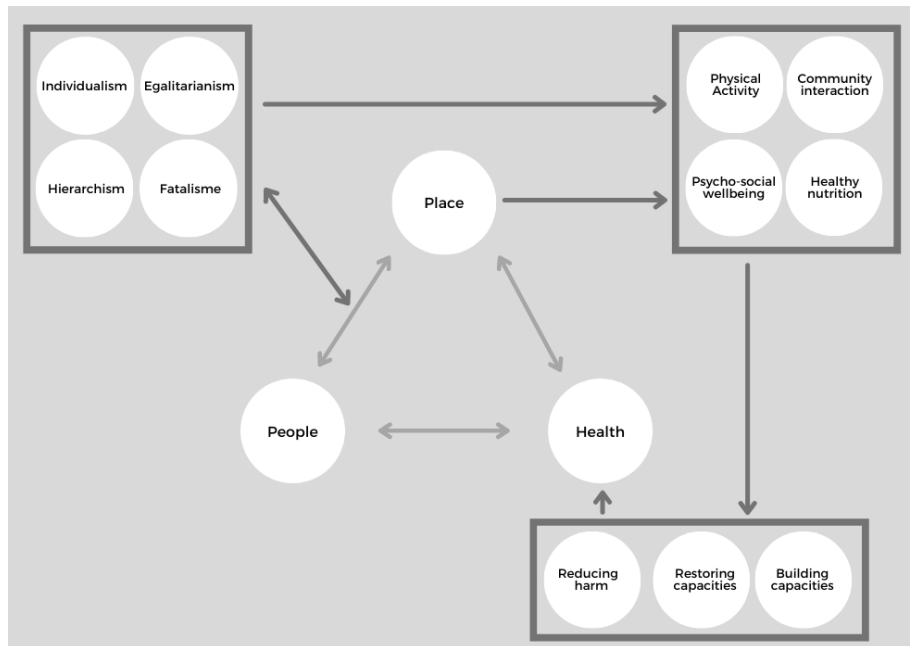 Individualism
Egalitarianism
Hierarchism
Fatalisme
Physical
Activity
Community
interaction
Psycho-social
wellbeing
Healthy
nutrition
Place
People
Health
Reducing
harm
Restoring
capacities
Building
capacities